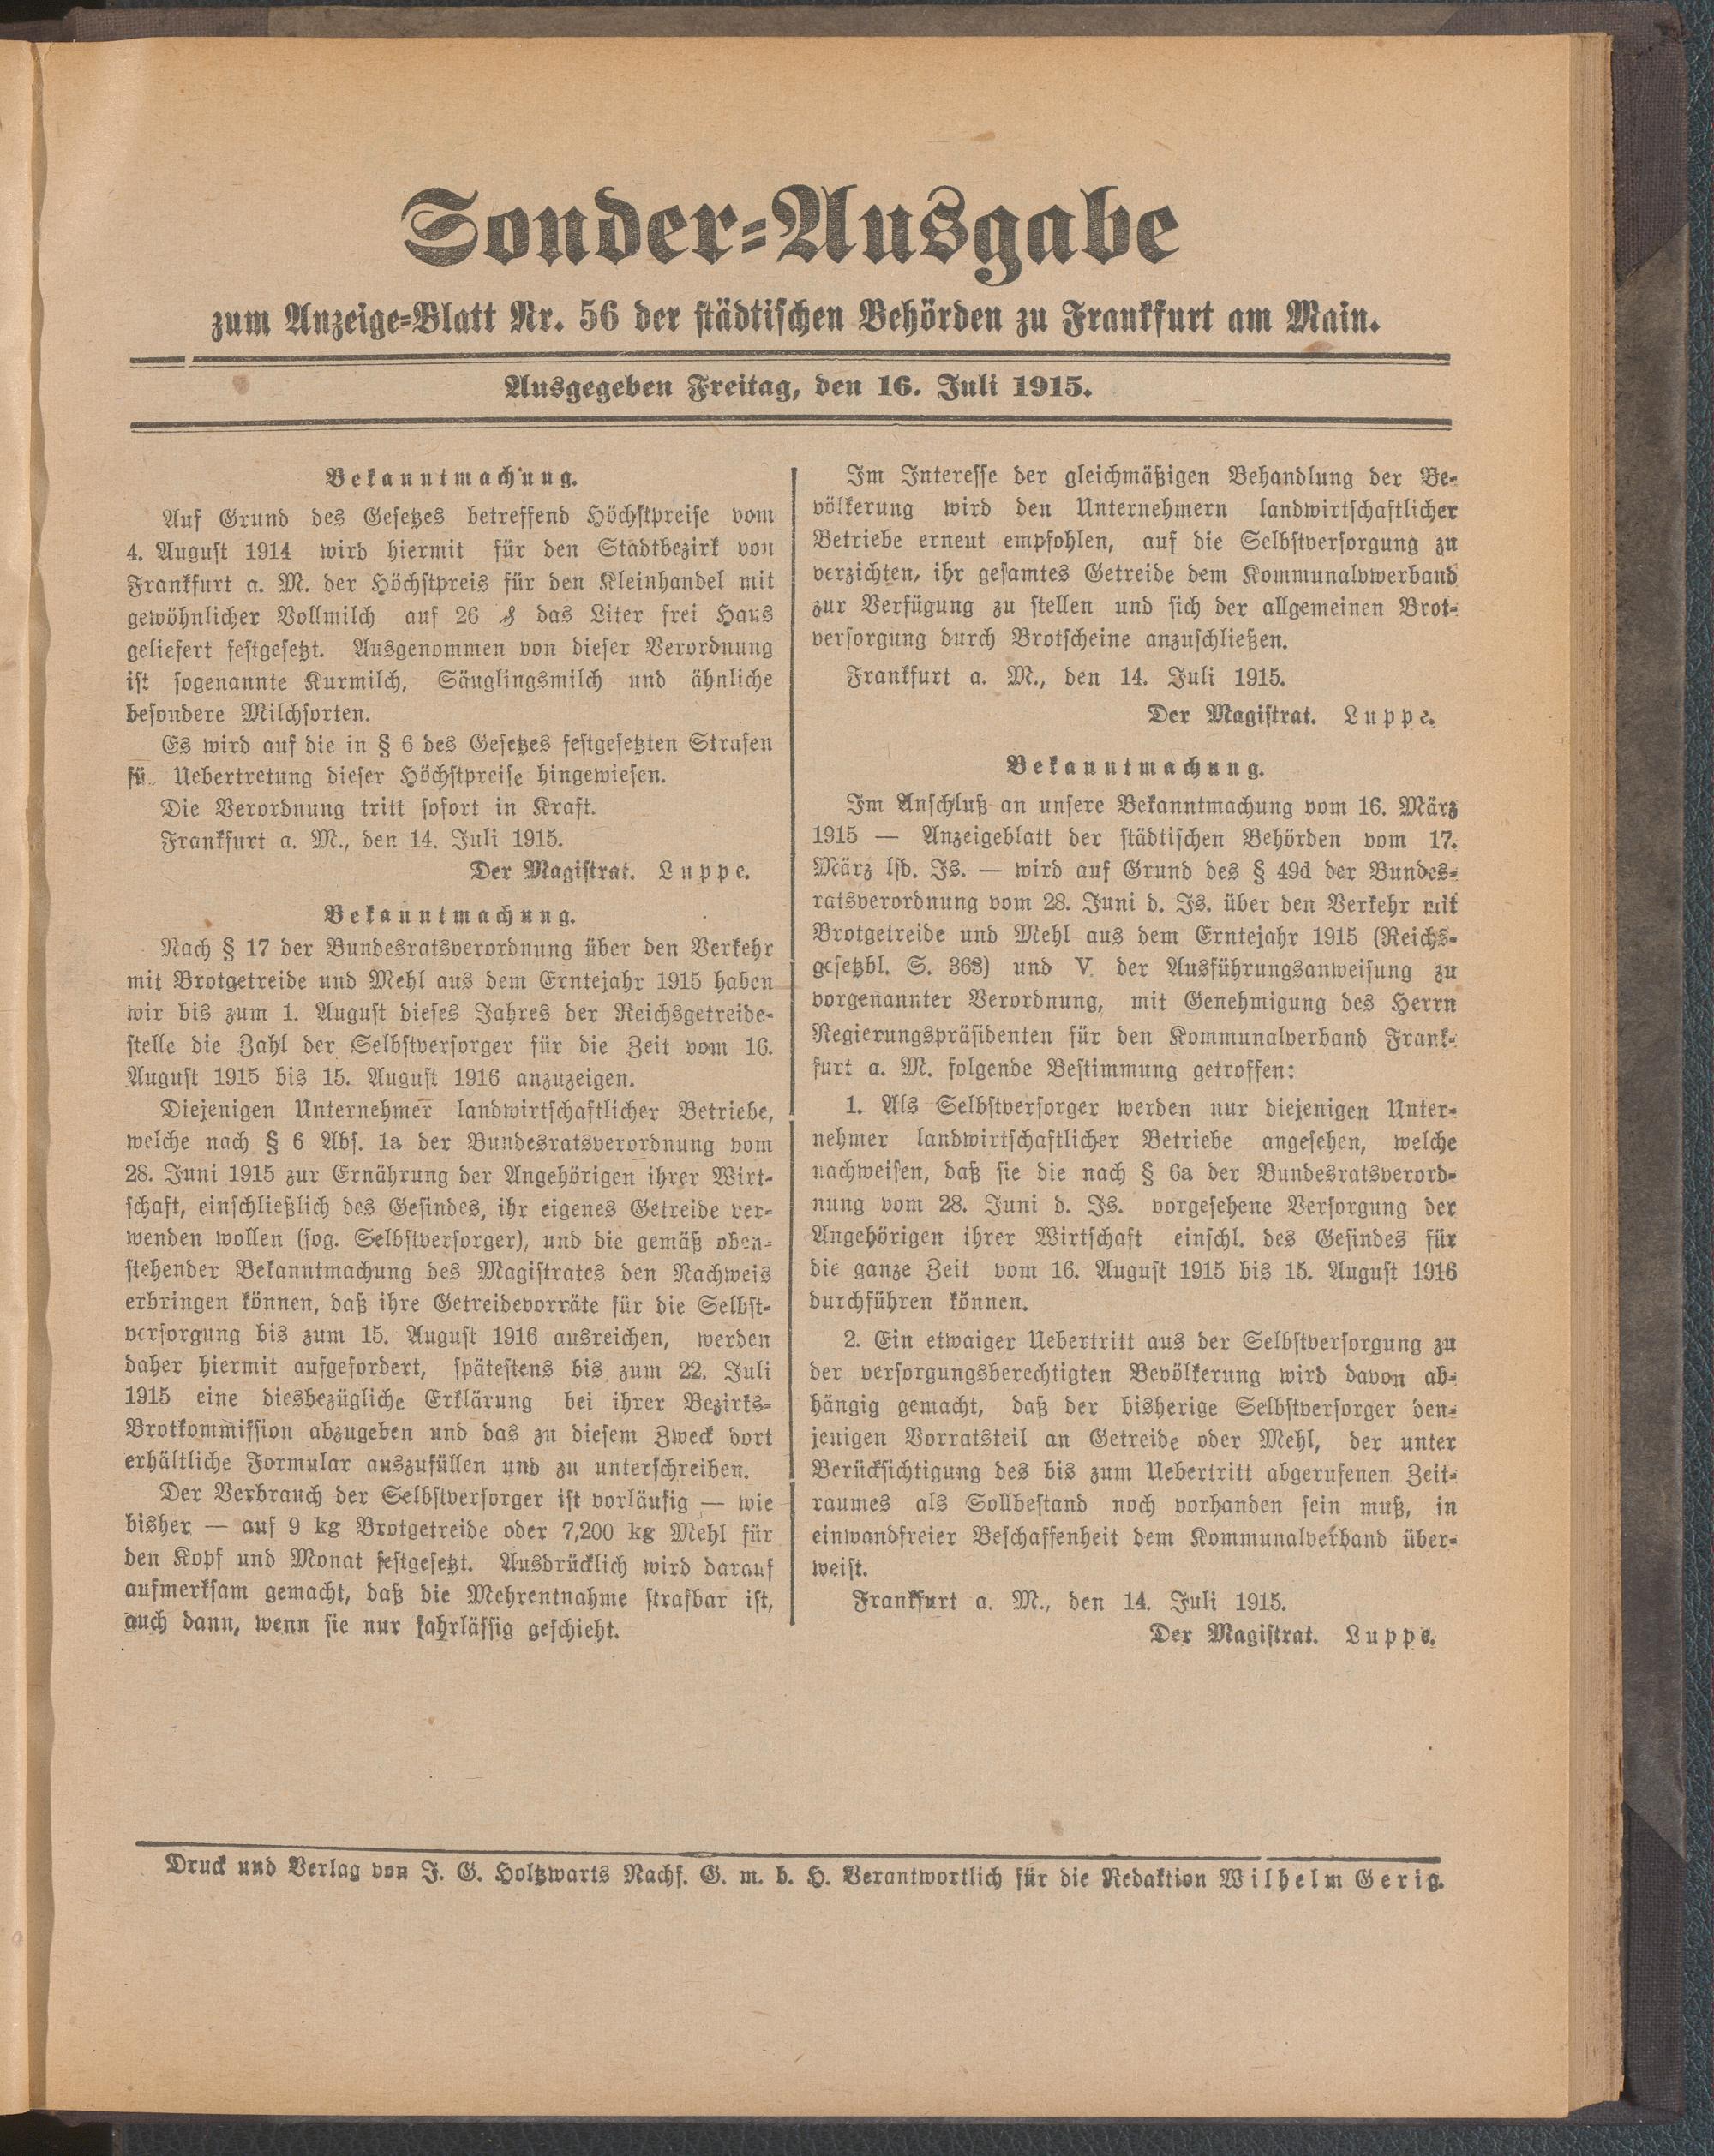 Sonder-Ausgabe
zum Anzeige-Blatt Nr. 56 der städtischen Behörden zu Frankfurt am Main.
Ausgegeben Freitag, den 16. Juli 1915.
Bekanntmachung.
Auf Grund des Gesetzes betreffend Höchstpreise vom
4. August 1914 wird hiermit für den Stadtbezirk von
Frankfurt a. M. der Höchstpreis für den Kleinhandel mit
gewöhnlicher Vollmilch auf 26 ₰ das Liter frei Haus
geliefert festgesetzt. Ausgenommen von dieser Verordnung
ist sogenannte Kurmilch, Säuglingsmilch und ähnliche
besondere Milchsorten.
Es wird auf die in § 6 des Gesetzes festgesetzten Strafen
fü. Uebertretung dieser Höchstpreise hingewiesen.
Die Verordnung tritt sofort in Kraft.
Frankfurt a. M., den 14. Juli 1915.
Der Magistrat. Luppe.
Bekanntmachung.
Nach § 17 der Bundesratsverordnung über den Verkehr
mit Brotgetreide und Mehl aus dem Erntejahr 1915 haben
wir bis zum 1. August dieses Jahres der Reichsgetreide-
stelle die Zahl der Selbstversorger für die Zeit vom 16.
August 1915 bis 15. August 1916 anzuzeigen.
Diejenigen Unternehmer landwirtschaftlicher Betriebe,
welche nach § 6 Abs. 1a der Bundesratsverordnung vom
28. Juni 1915 zur Ernährung der Angehörigen ihrer Wirt-
schaft, einschließlich des Gesindes, ihr eigenes Getreide ver-
wenden wollen (sog. Selbstversorger), und die gemäß oben-
stehender Bekanntmachung des Magistrates den Nachweis
erbringen können, daß ihre Getreidevorräte für die Selbst-
versorgung bis zum 15. August 1916 ausreichen, werden
daher hiermit aufgefordert, spätestens bis zum 22. Juli
1915 eine diesbezügliche Erklärung bei ihrer Bezirks-
Brotkommission abzugeben und das zu diesem Zweck dort
erhältliche Formular auszufüllen und zu unterschreiben.
Der Verbrauch der Selbstversorger ist vorläufig — wie
bisher — auf 9 kg Brotgetreide oder 7,200 kg Mehl für
den Kopf und Monat festgesetzt. Ausdrücklich wird darauf
aufmerksam gemacht, daß die Mehrentnahme strafbar ist,
auch dann, wenn sie nur fahrlässig geschieht.
Im Interesse der gleichmäßigen Behandlung der Be-
völkerung wird den Unternehmern landwirtschaftlicher
Betriebe erneut empfohlen, auf die Selbstversorgung zu
verzichten, ihr gesamtes Getreide dem Kommunalvwerband
zur Verfügung zu stellen und sich der allgemeinen Brot-
versorgung durch Brotscheine anzuschließen.
Frankfurt a. M., den 14. Juli 1915.
Der Magistrat. Luppe.
Bekanntmachung.
Im Anschluß an unsere Bekanntmachung vom 16. März
1915 — Anzeigeblatt der städtischen Behörden vom 17.
März lfd. Js. — wird auf Grund des § 49d der Bundes-
ratsverordnung vom 28. Juni d. Js. über den Verkehr mit
Brotgetreide und Mehl aus dem Erntejahr 1915 (Reichs-
gesetzbl. S. 363) und V. der Ausführungsanweisung zu
vorgenannter Verordnung, mit Genehmigung des Herrn
Regierungspräsidenten für den Kommunalverband Frank-
furt a. M. folgende Bestimmung getroffen:
1. Als Selbstversorger werden nur diejenigen Unter-
nehmer landwirtschaftlicher Betriebe angesehen, welche
nachweisen, daß sie die nach § 6a der Bundesratsverord-
nung vom 28. Juni d. Js. vorgesehene Versorgung der
Angehörigen ihrer Wirtschaft einschl. des Gesindes für
die ganze Zeit vom 16. August 1915 bis 15. August 1916
durchführen können.
2. Ein etwaiger Uebertritt aus der Selbstversorgung zu
der versorgungsberechtigten Bevölkerung wird davon ab-
hängig gemacht, daß der bisherige Selbstversorger den-
jenigen Vorratsteil an Getreide oder Mehl, der unter
Berücksichtigung des bis zum Uebertritt abgerufenen Zeit-
raumes als Sollbestand noch vorhanden sein muß, in
einwandfreier Beschaffenheit dem Kommunalverband über-
weist.
Frankfurt a. M., den 14. Juli 1915.
Der Magistrat. Luppe.
Druck und Verlag von J. G. Holtzwarts Nachf. G. m. b. H. Verantwortlich für die Redaktion Wilhelm Gerig.